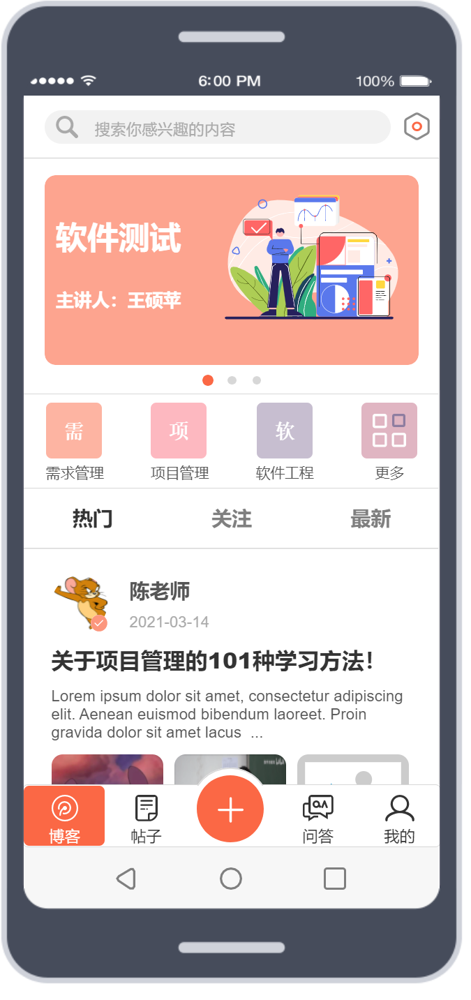 6:00 PM
100%
搜索你感兴趣的内容
软件测试
主讲人：王硕苹
需
项
软
需求管理
项目管理
软件工程
更多
热门
关注
最新
陈老师
2021-03-14
关于项目管理的101种学习方法！
Lorem ipsum dolor sit amet, consectetur adipiscing
elit. Aenean euismod bibendum laoreet. Proin
gravida dolor sit amet lacus ...
博客
帖子
问答
我的